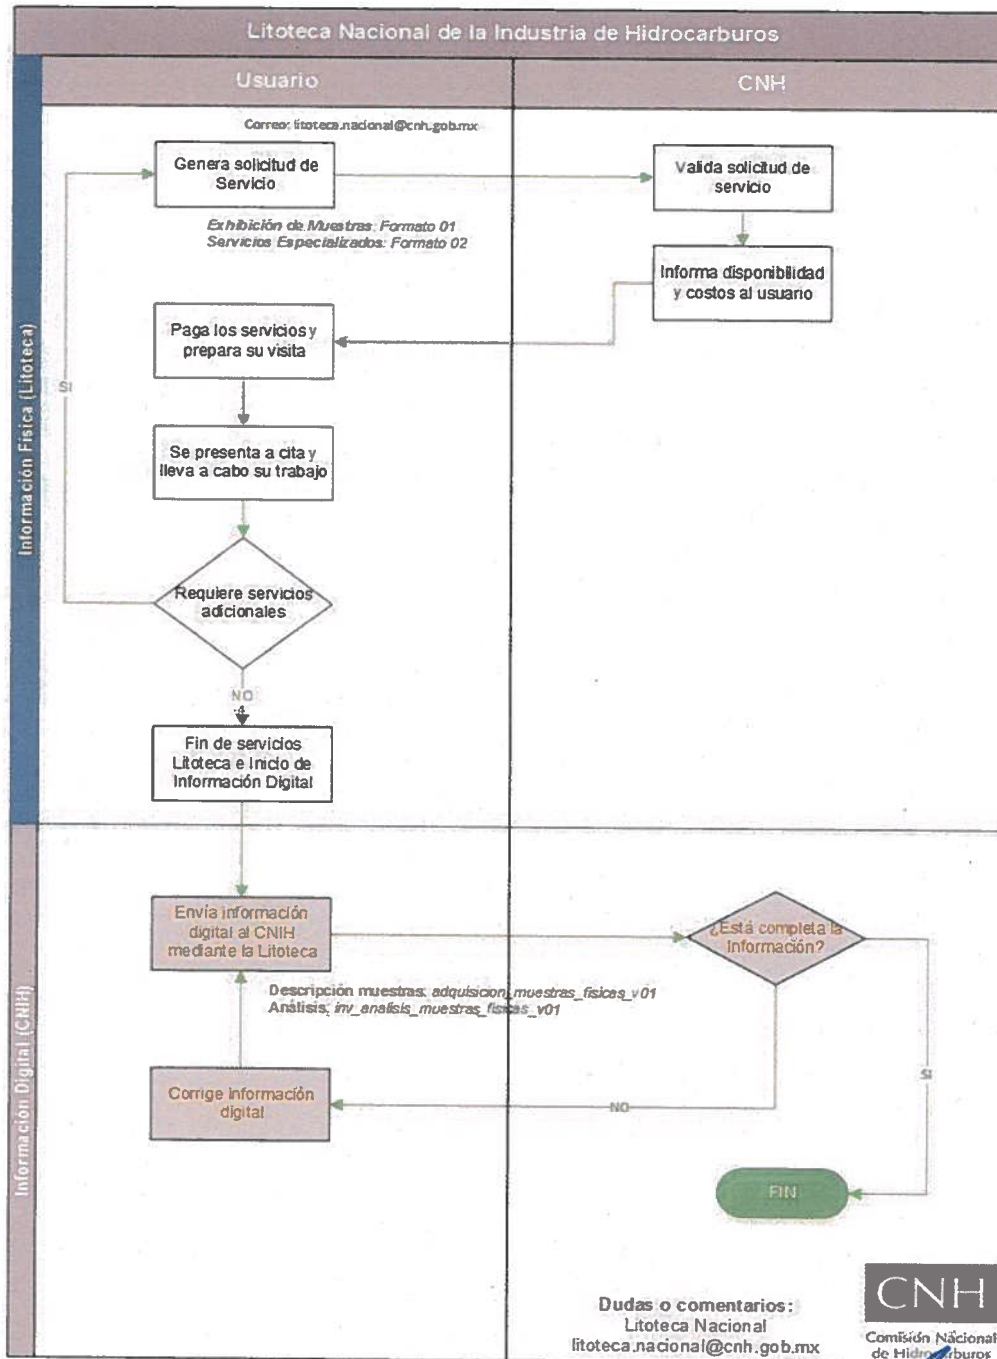 Litoteca Nacional de la Industria de Hidrocarburos
Usuario
CNH
Correo: litoteca.nacional@cnh.gob.mx
Genera solicitud de
Servicio
Valida solicitud de
servicio
Exhibición de Muestras: Formato 01
Servicios Especializados: Formato 02
Informa disponibilidad
y costos al usuario
Paga los servicios y
prepara su visita
Se presenta a cita y
lleva a cabo su trabajo
Requiere servicios
adicionales
SI
NO
Fin de servicios
Litoteca e Inicio de
Información Digital
Información Física (Litoteca)
Envía información
digital al CNIH
mediante la Litoteca
¿Está completa la
Información?
Descripción muestras: adquisicion_muestras_fisicas_v01
Análisis: inv_analisis_muestras_fisicas_v01
Corrige Información
digital
NO
SI
FIN
Información Digital (CNIH)
Dudas o comentarios:
Litoteca Nacional
litoteca.nacional@cnh.gob.mx
CNH
Comisión Nacional
de Hidrocarburos